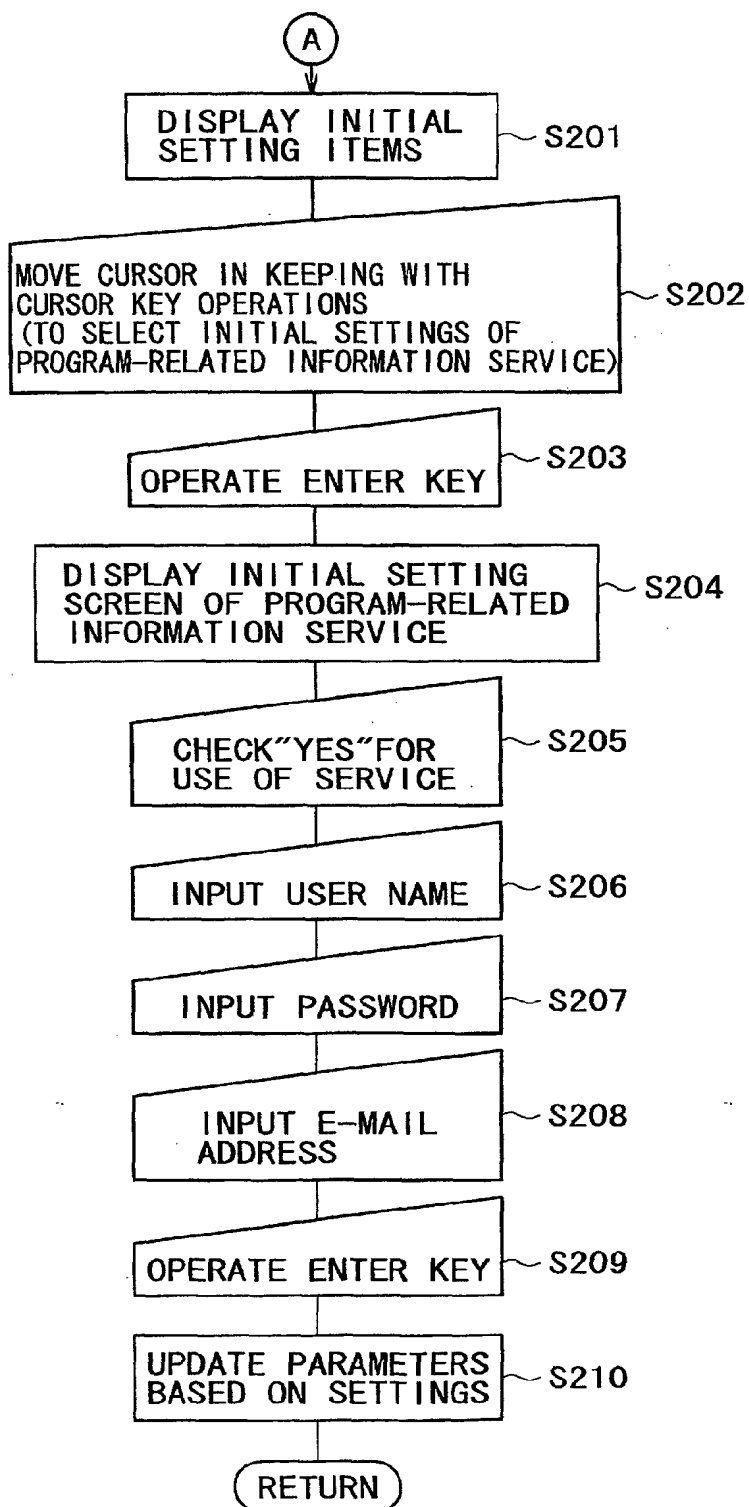 A
DISPLAY INITIAL
SETTING ITEMS
S201
MOVE CURSOR IN KEEPING WITH
CURSOR KEY OPERATIONS
(TO SELECT INITIAL SETTINGS OF
PROGRAM-RELATED INFORMATION SERVICE)
S202
OPERATE ENTER KEY
S203
DISPLAY INITIAL SETTING
SCREEN OF PROGRAM-RELATED
INFORMATION SERVICE
S204
CHECK"YES"FOR
USE OF SERVICE
S205
INPUT USER NAME
S206
INPUT PASSWORD
S207
INPUT E-MAIL
ADDRESS
S208
OPERATE ENTER KEY
S209
UPDATE PARAMETERS
BASED ON SETTINGS
S210
RETURN